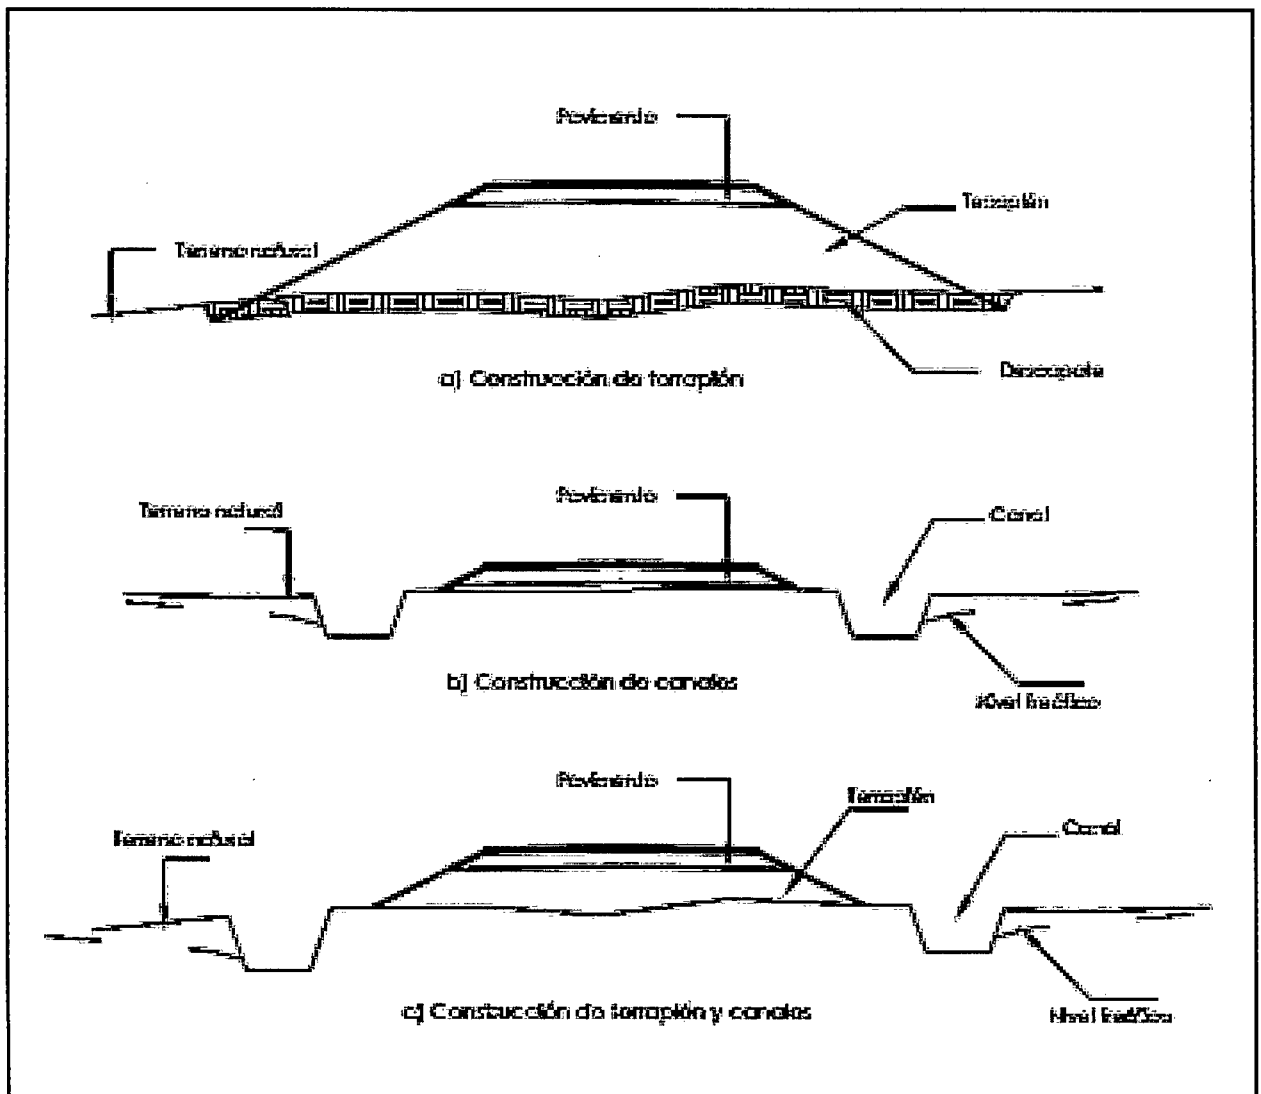 Pavimento
Terraplén
Terreno natural
Descapote
a) Construcción de terraplén
Terreno natural
Pavimento
Canal
b) Construcción de canales
Nivel freático
Pavimento
Terraplén
Terreno natural
Canal
c) Construcción de terraplén y canales
Nivel freático